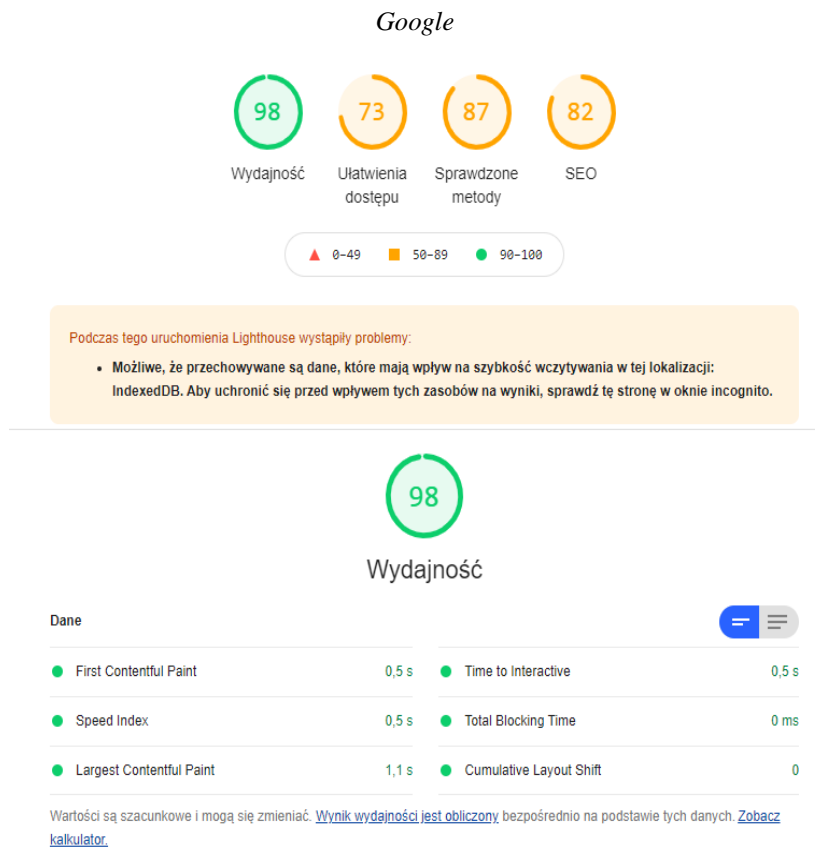 Google
98 73 87 82
Wydajność Ułatwienia dostępu Sprawdzone metody SEO
0–49 50–89 90–100
Podczas tego uruchomienia Lighthouse wystąpiły problemy:
• Możliwe, że przechowywane są dane, które mają wpływ na szybkość wczytywania w tej lokalizacji:
IndexedDB. Aby uchronić się przed wpływem tych zasobów na wyniki, sprawdź tę stronę w oknie incognito.
98
Wydajność
Dane
First Contentful Paint 0,5 s Time to Interactive 0,5 s
Speed Index 0,5 s Total Blocking Time 0 ms
Largest Contentful Paint 1,1 s Cumulative Layout Shift 0
Wartości są szacunkowe i mogą się zmieniać. Wynik wydajności jest obliczony bezpośrednio na podstawie tych danych. Zobacz
kalkulator.